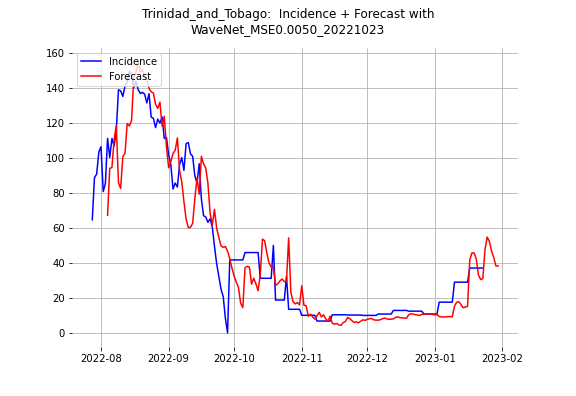 Trinidad_and_Tobago:  Incidence + Forecast with
WaveNet_MSE0.0050_20221023
Incidence
Forecast
160
140
120
100
80
60
40
20
0
2022-08 2022-09 2022-10 2022-11 2022-12 2023-01 2023-02